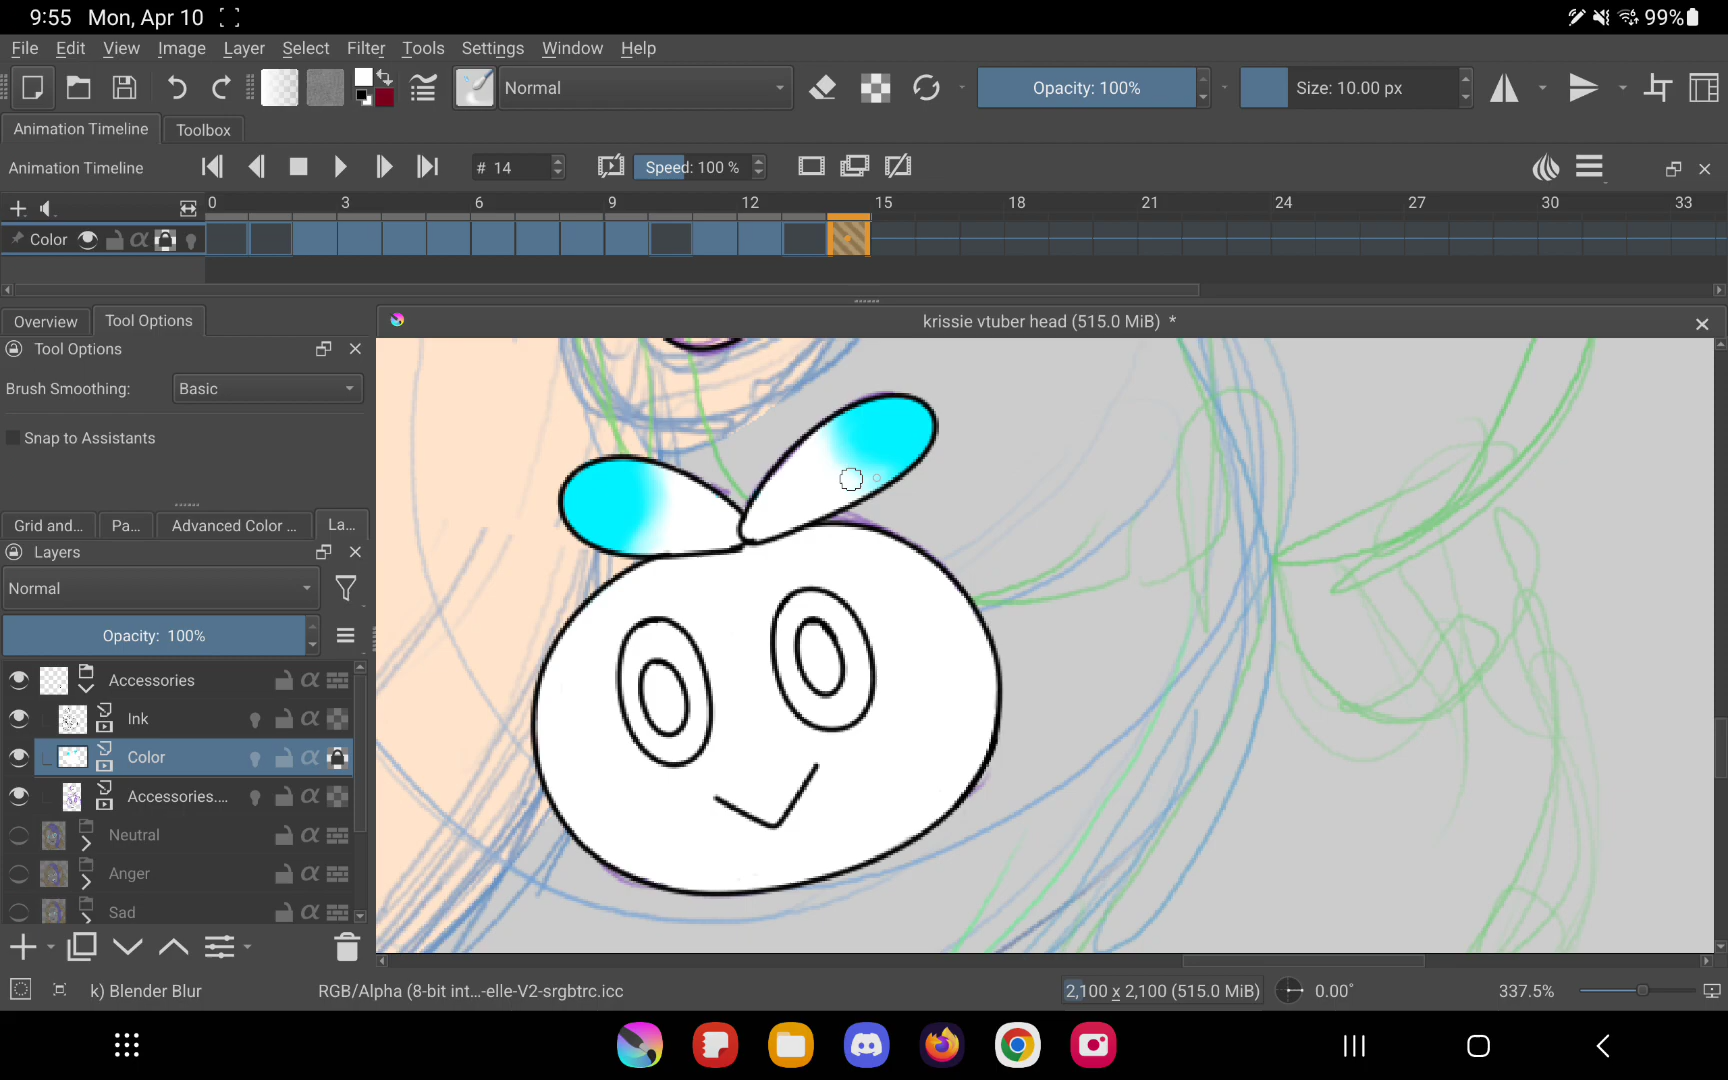 9:55 Mon, Apr 10 99%
File Edit View Image Layer Select Filter Tools Settings Window Help
Normal Opacity: 100% Size: 10.00 px
Animation Timeline Toolbox
Animation Timeline # 14 Speed: 100 %
0 3 6 9 12 15 18 21 24 27 30 33
Color
Overview Tool Options krissie vtuber head (515.0 MiB) *
Tool Options
Brush Smoothing: Basic
Snap to Assistants
Grid and... Pa... Advanced Color ... La...
Layers
Normal
Opacity: 100%
Accessories
Ink
Color
Accessories....
Neutral
Anger
Sad
k) Blender Blur RGB/Alpha (8-bit int...-elle-V2-srgbtrc.icc 2,100 x 2,100 (515.0 MiB) 0.00° 337.5%